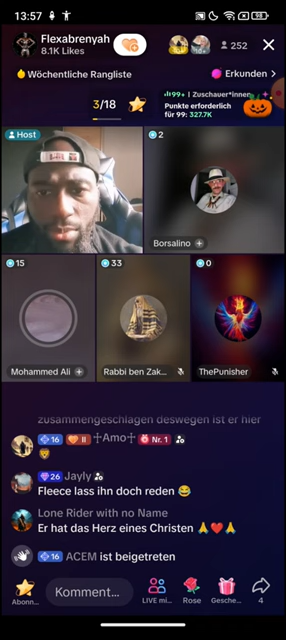 13:57
98
Flexabrenyah
8.1K Likes
252
Wöchentliche Rangliste
Erkunden >
3/18
99+ | Zuschauer*innen
Punkte erforderlich
für 99: 327.7K
Host
2
Borsalino +
15
33
0
Mohammed Ali +
Rabbi ben Zak...
ThePunisher
zusammengeschlagen deswegen ist er hier
16 II ☥Amo☥ Nr. 1
🦁
26 Jayly
Fleece lass ihn doch reden 😂
Lone Rider with no Name
Er hat das Herz eines Christen 🙏❤️🙏
16 ACEM ist beigetreten
Kommentar...
Abonn...
LIVE mi...
Rose
Gesche...
4